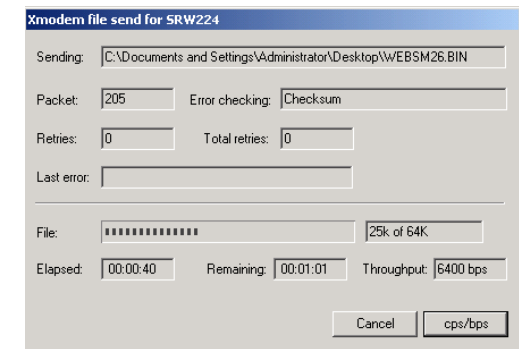 Xmodem file send for SRW224
Sending: C:\Documents and Settings\Administrator\Desktop\WEBSM26.BIN
Packet: 205 Error checking: Checksum
Retries: 0 Total retries: 0
Last error:
File: 25k of 64K
Elapsed: 00:00:40 Remaining: 00:01:01 Throughput: 6400 bps
Cancel cps/bps